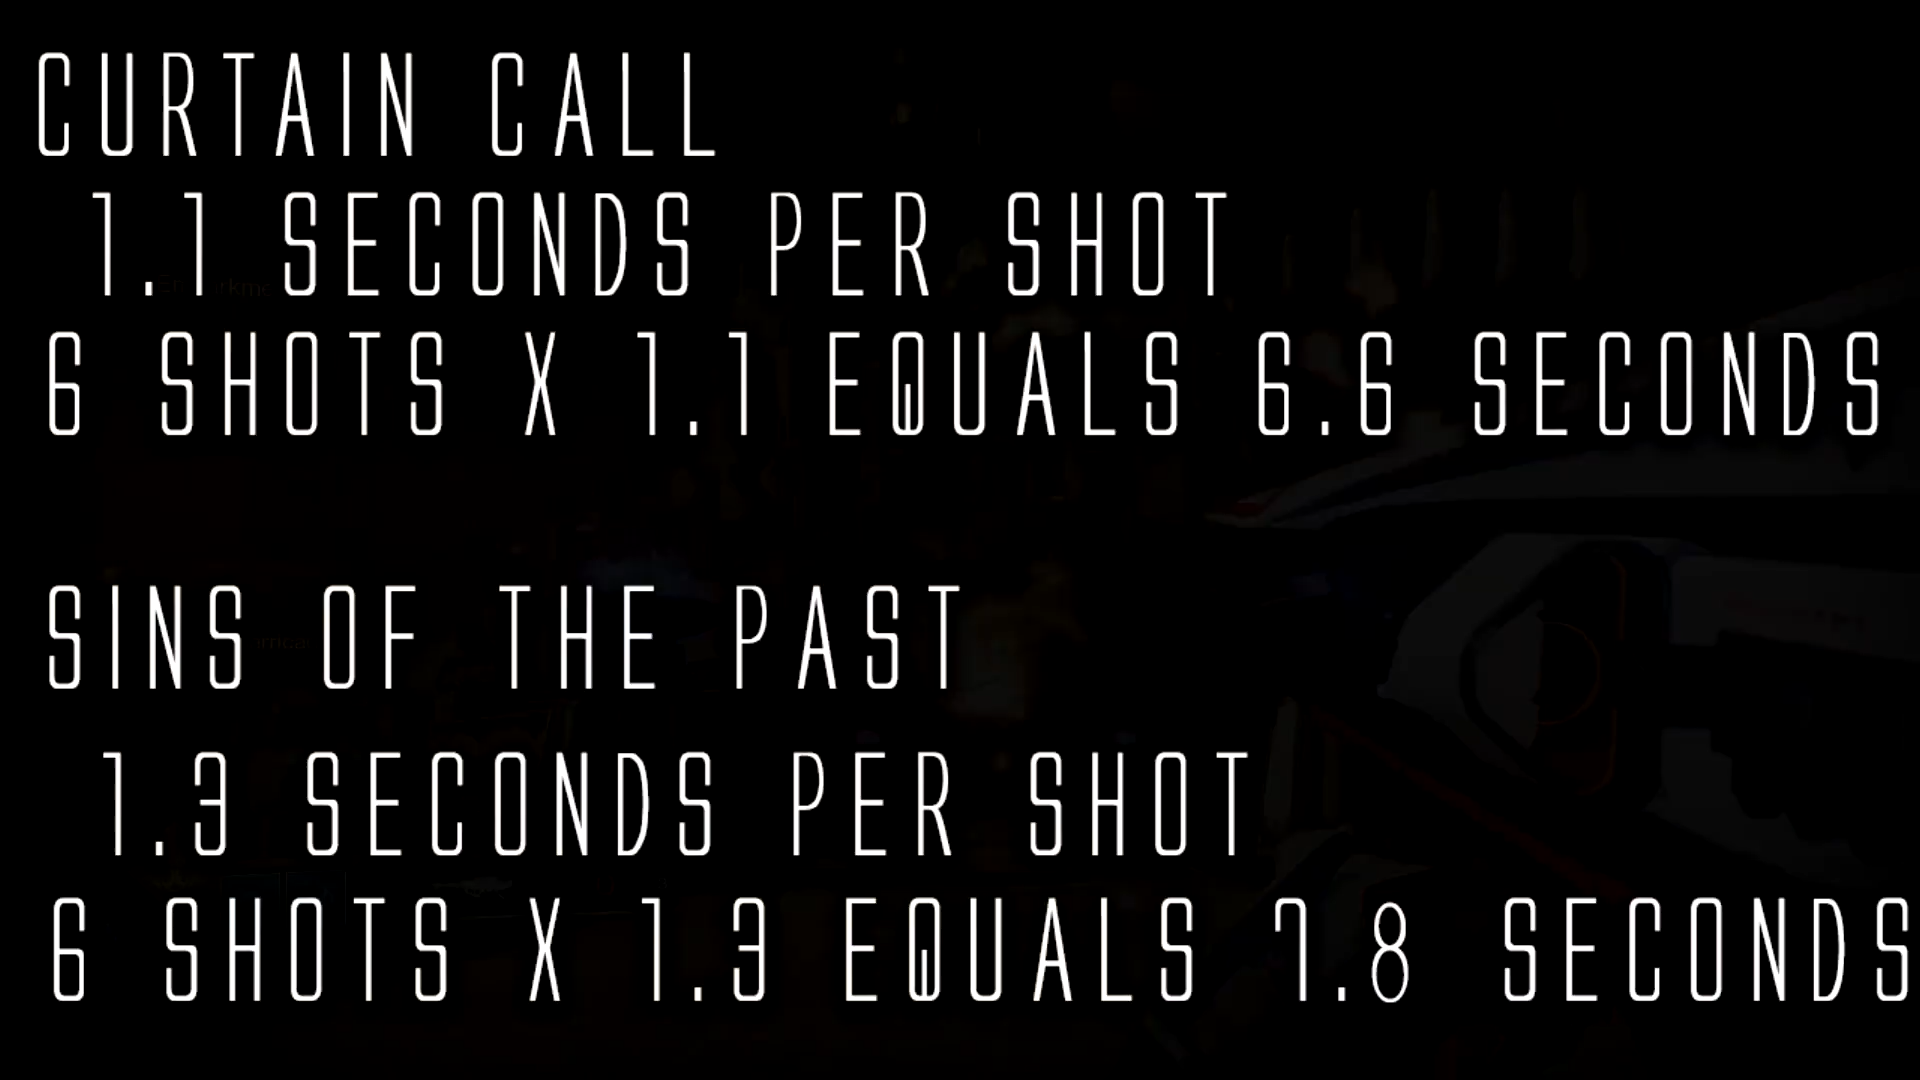 CURTAIN CALL
1.1 SECONDS PER SHOT
6 SHOTS X 1.1 EQUALS 6.6 SECONDS
SINS OF THE PAST
1.3 SECONDS PER SHOT
6 SHOTS X 1.3 EQUALS 7.8 SECONDS